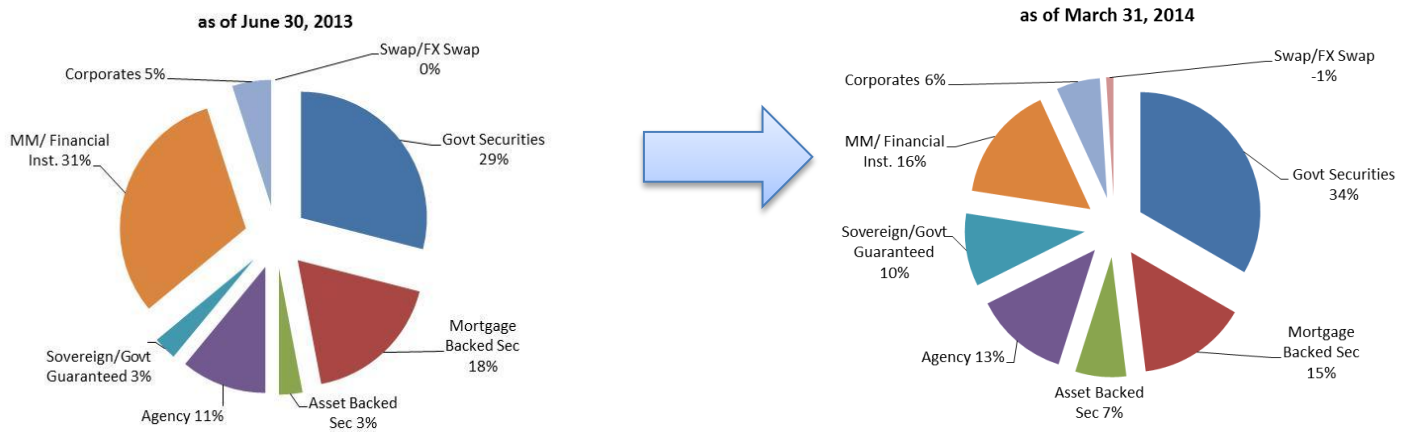 as of June 30, 2013
Swap/FX Swap
0%
Corporates 5%
MM/ Financial
Inst. 31%
Govt Securities
29%
Mortgage
Backed Sec
18%
Sovereign/Govt
Guaranteed 3%
Agency 11%
Asset Backed
Sec 3%
as of March 31, 2014
Swap/FX Swap
-1%
Corporates 6%
MM/ Financial
Inst. 16%
Govt Securities
34%
Sovereign/Govt
Guaranteed
10%
Agency 13%
Mortgage
Backed Sec
15%
Asset Backed
Sec 7%